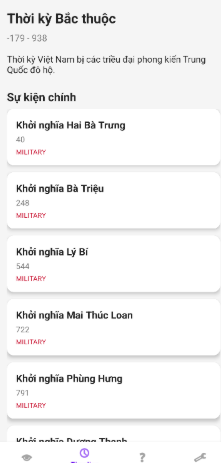 Thời kỳ Bắc thuộc
-179 - 938
Thời kỳ Việt Nam bị các triều đại phong kiến Trung
Quốc đô hộ.
Sự kiện chính
Khởi nghĩa Hai Bà Trưng
40
MILITARY
Khởi nghĩa Bà Triệu
248
MILITARY
Khởi nghĩa Lý Bí
544
MILITARY
Khởi nghĩa Mai Thúc Loan
722
MILITARY
Khởi nghĩa Phùng Hưng
791
MILITARY
Khởi nghĩa Dương Thanh